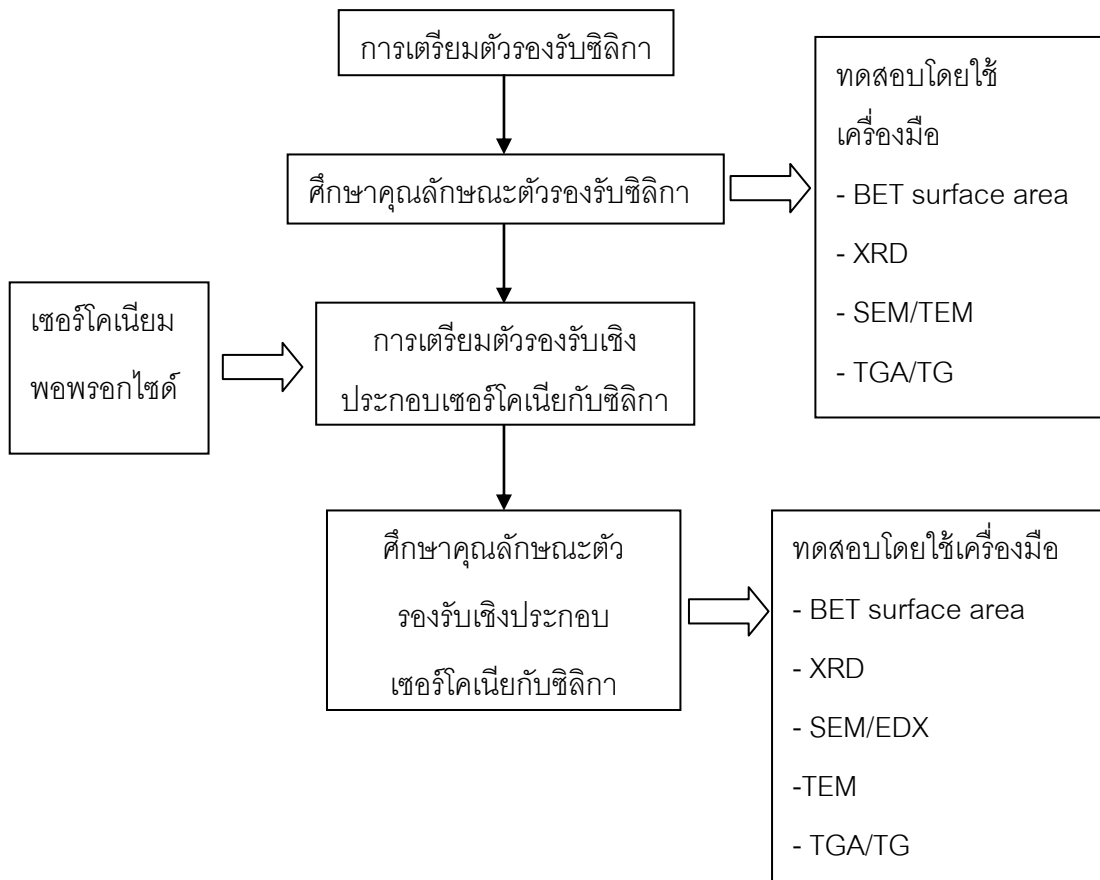 การเตรียมตัวรองรับซิลิกา
ศึกษาคุณลักษณะตัวรองรับซิลิกา
ทดสอบโดยใช้
เครื่องมือ
- BET surface area
- XRD
- SEM/TEM
- TGA/TG
เซอร์โคเนียม
พอพรอกไซด์
การเตรียมตัวรองรับเชิง
ประกอบเซอร์โคเนียกับซิลิกา
ศึกษาคุณลักษณะตัว
รองรับเชิงประกอบ
เซอร์โคเนียกับซิลิกา
ทดสอบโดยใช้เครื่องมือ
- BET surface area
- XRD
- SEM/EDX
-TEM
- TGA/TG